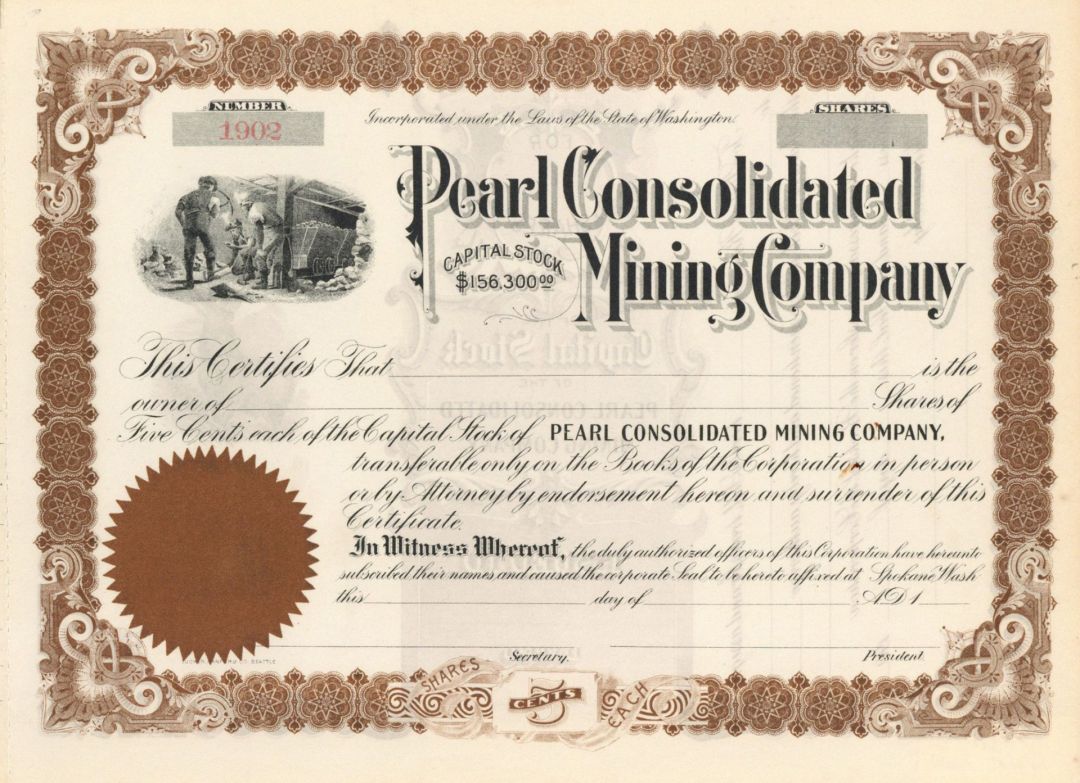 NUMBER
1902
Incorporated under the Laws of the State of Washington.
SHARES
Pearl Consolidated
Mining Company
CAPITAL STOCK
$156,300.00
This Certifies That is the
owner of Shares of
Five Cents each of the Capital Stock of PEARL CONSOLIDATED MINING COMPANY,
transferable only on the Books of the Corporation in person
or by Attorney by endorsement hereon and surrender of this
Certificate.
In Witness Whereof, the duly authorized officers of this Corporation have hereunto
subscribed their names and caused the corporate Seal to be hereto affixed at Spokane Wash
this day of A D 1
Secretary. President.
SHARES 5 CENTS EACH